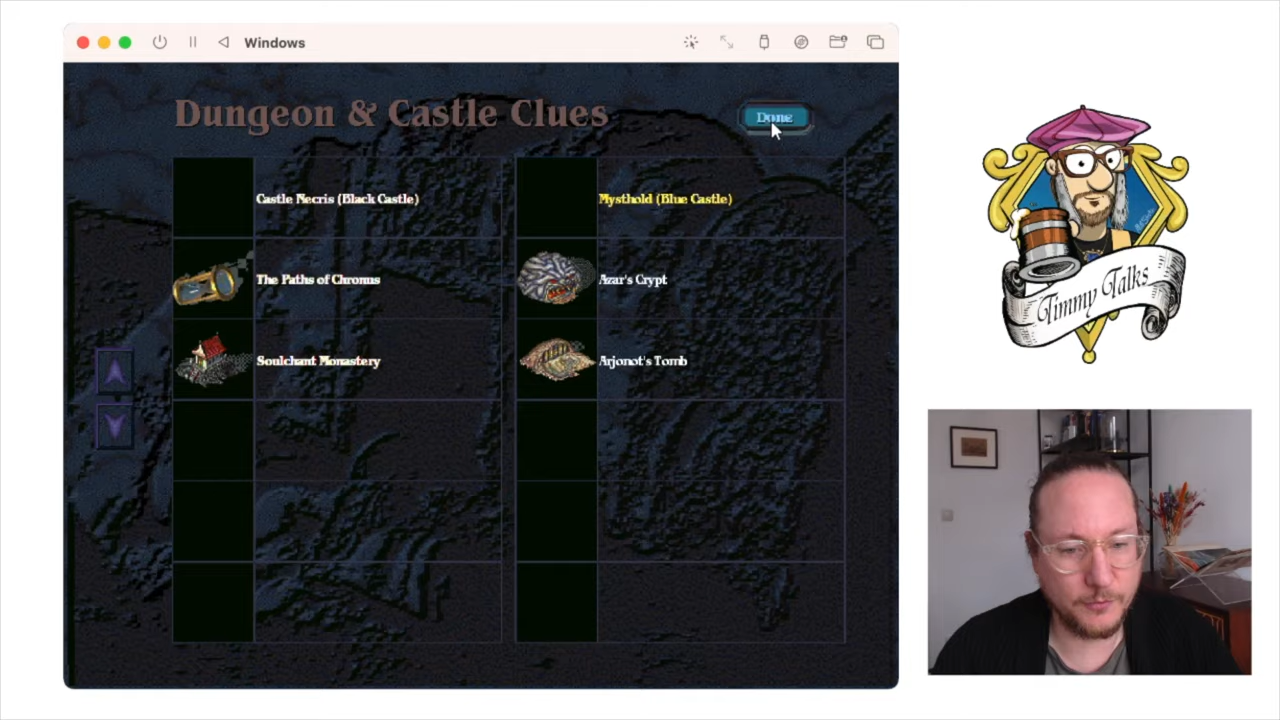 Windows
Dungeon & Castle Clues
Done
Castle Necris (Black Castle)
Mysthold (Blue Castle)
The Paths of Chronus
Azar's Crypt
Soulchant Monastery
Arjonot's Tomb
Timmy Talks